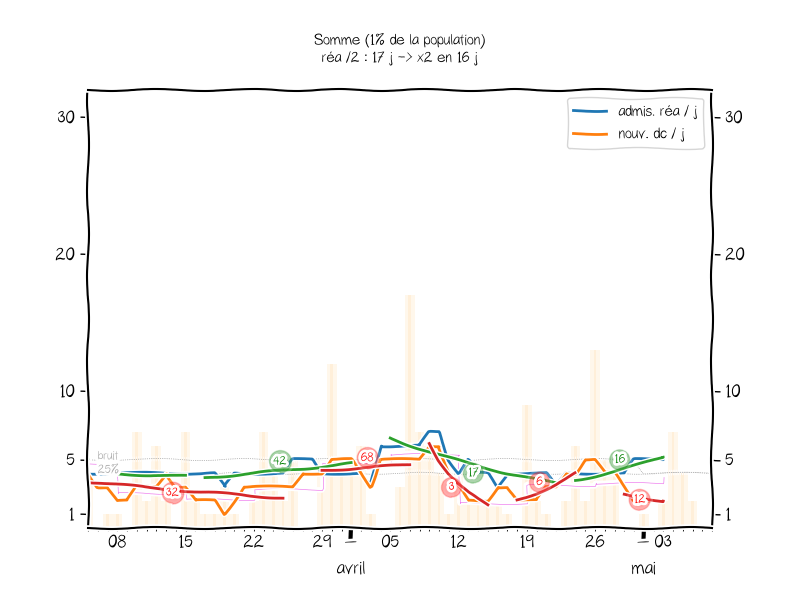 Somme (1% de la population)
réa /2 : 17 j -> x2 en 16 j
admis. réa / j
nouv. dc / j
30
30
20
20
10
10
bruit
25%
5
5
1
1
42
68
32
17
3
6
16
12
08 15 22 29 05 12 19 26 03
avril mai